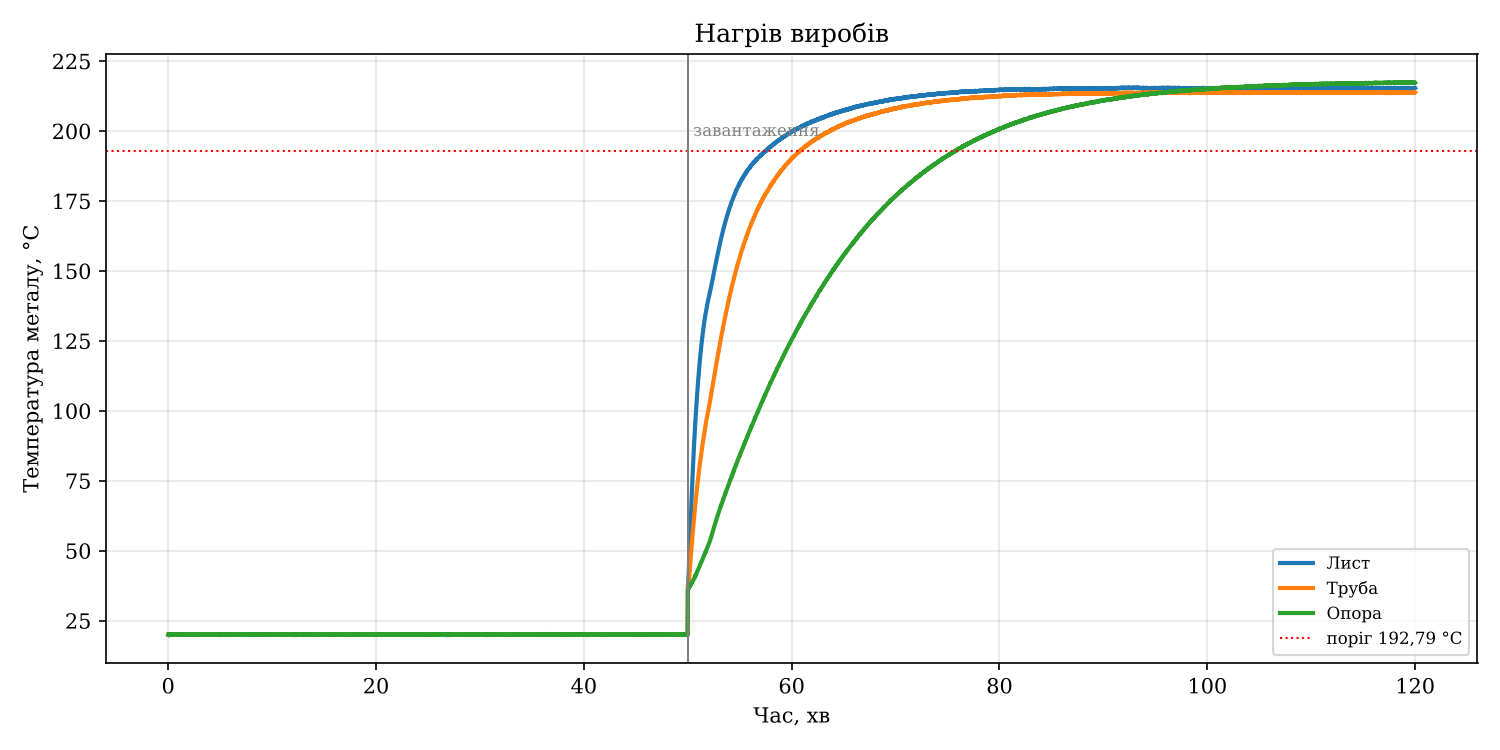 Нагрів виробів
Температура металу, °C
225
200
175
150
125
100
75
50
25
завантаження
Лист
Труба
Опора
поріг 192,79 °C
0 20 40 60 80 100 120
Час, хв